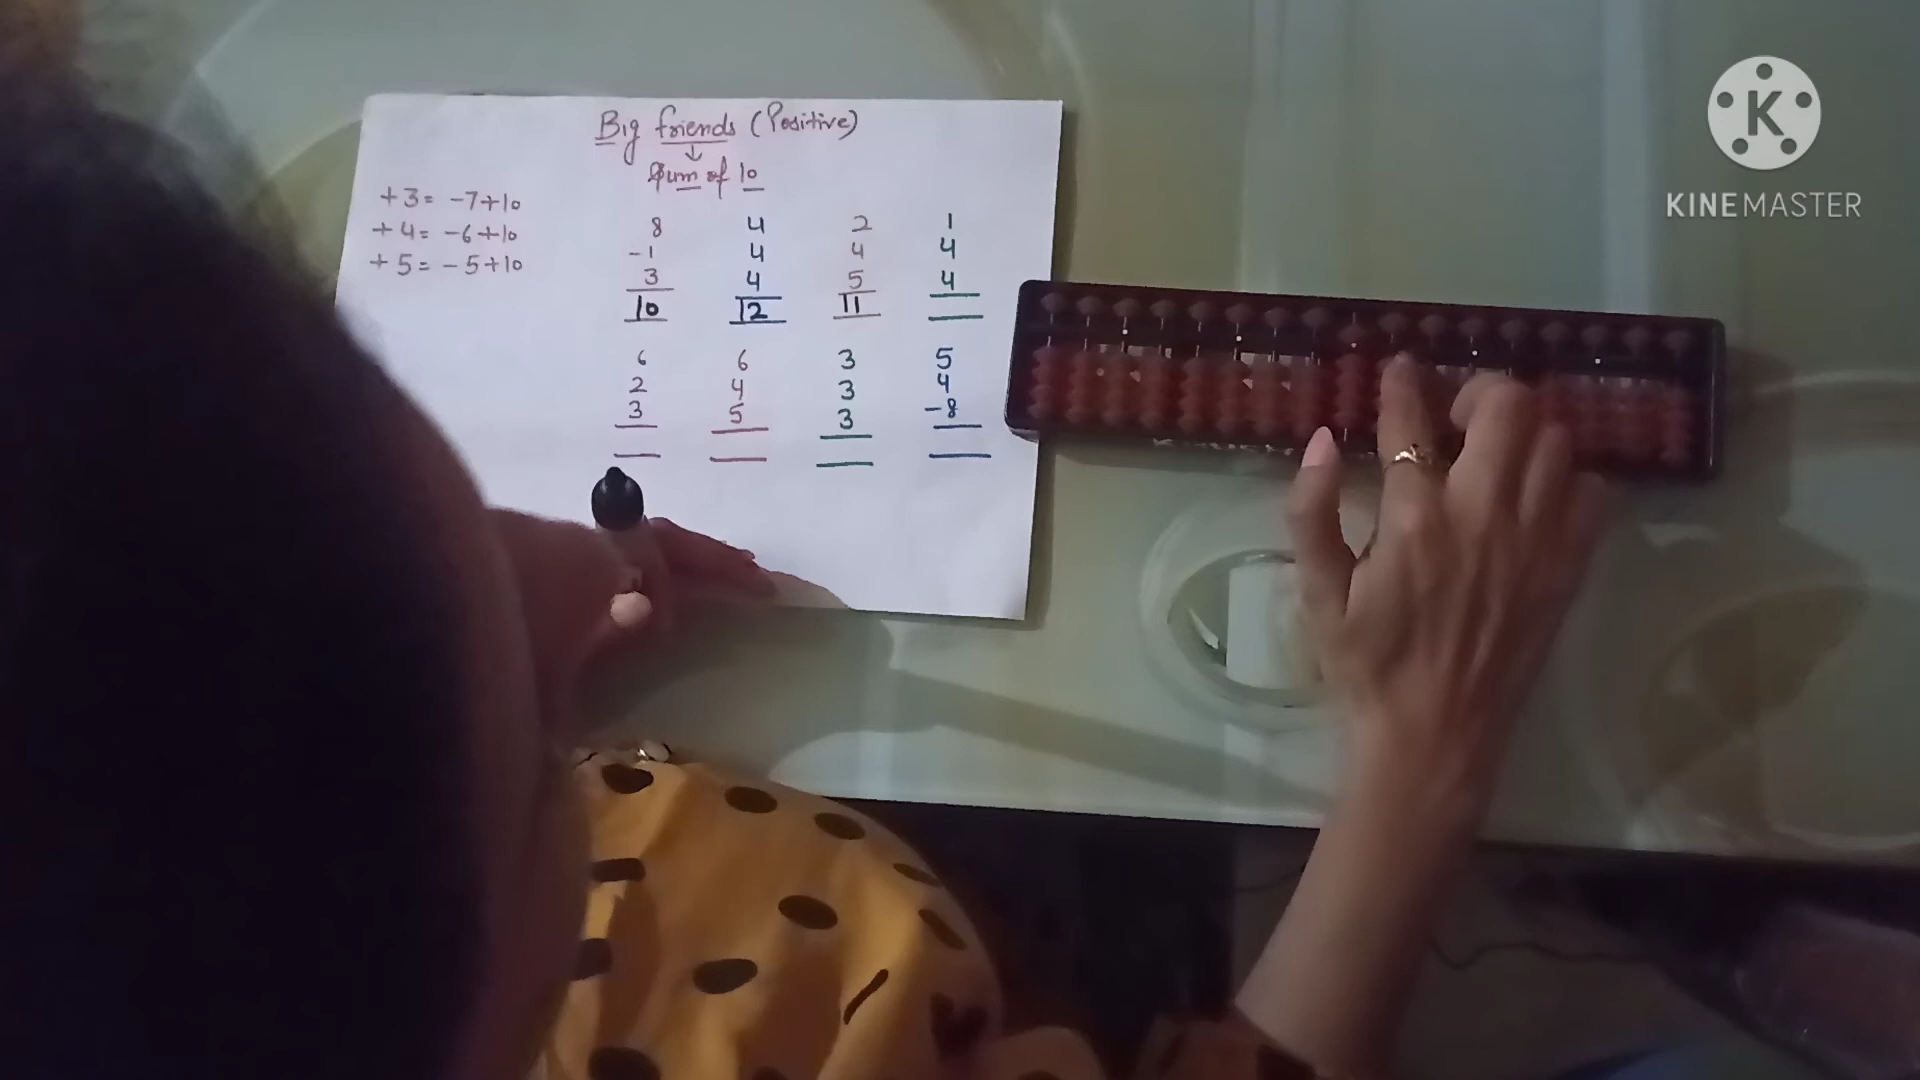 Big friends (Positive)
↓
Sum of 10
+3 = -7+10
+4 = -6+10
+5 = -5+10
8 4 2 1
-1 4 4 4
3 4 5 4
10 12 11
6 6 3 5
2 4 3 4
3 5 3 -8
K
KINEMASTER